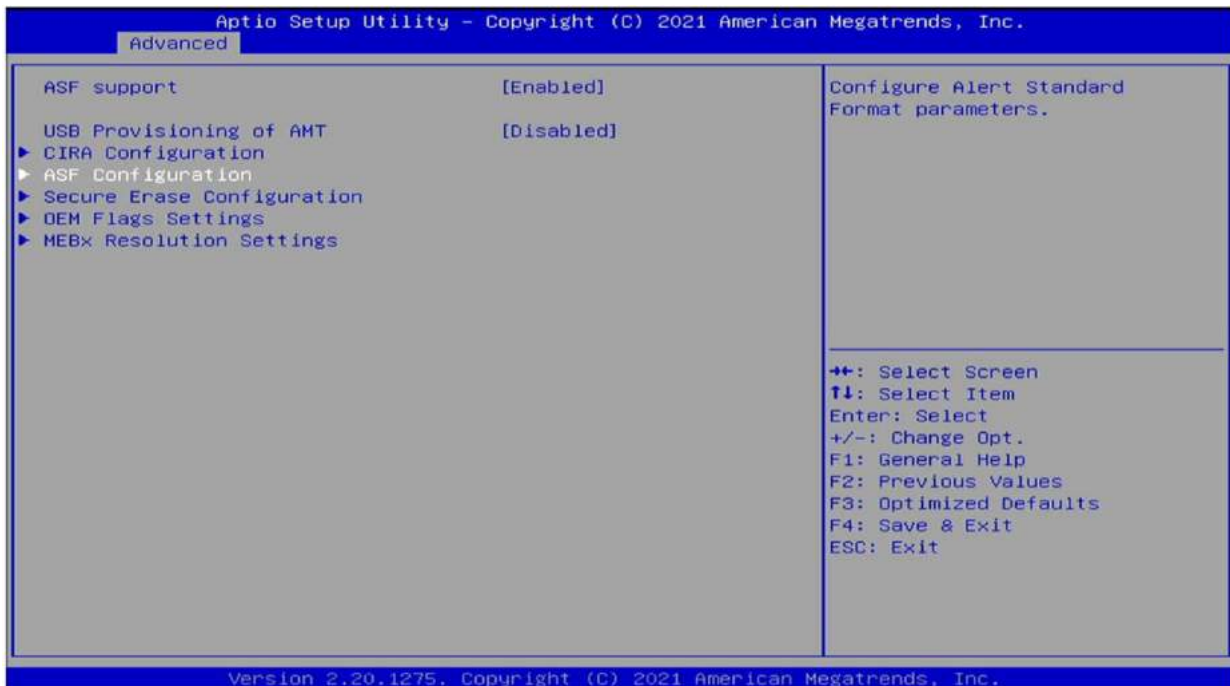 Aptio Setup Utility – Copyright (C) 2021 American Megatrends, Inc.
Advanced
ASF support [Enabled]
USB Provisioning of AMT [Disabled]
► CIRA Configuration
► ASF Configuration
► Secure Erase Configuration
► OEM Flags Settings
► MEBx Resolution Settings
Configure Alert Standard
Format parameters.
→←: Select Screen
↑↓: Select Item
Enter: Select
+/-: Change Opt.
F1: General Help
F2: Previous Values
F3: Optimized Defaults
F4: Save & Exit
ESC: Exit
Version 2.20.1275. Copyright (C) 2021 American Megatrends, Inc.